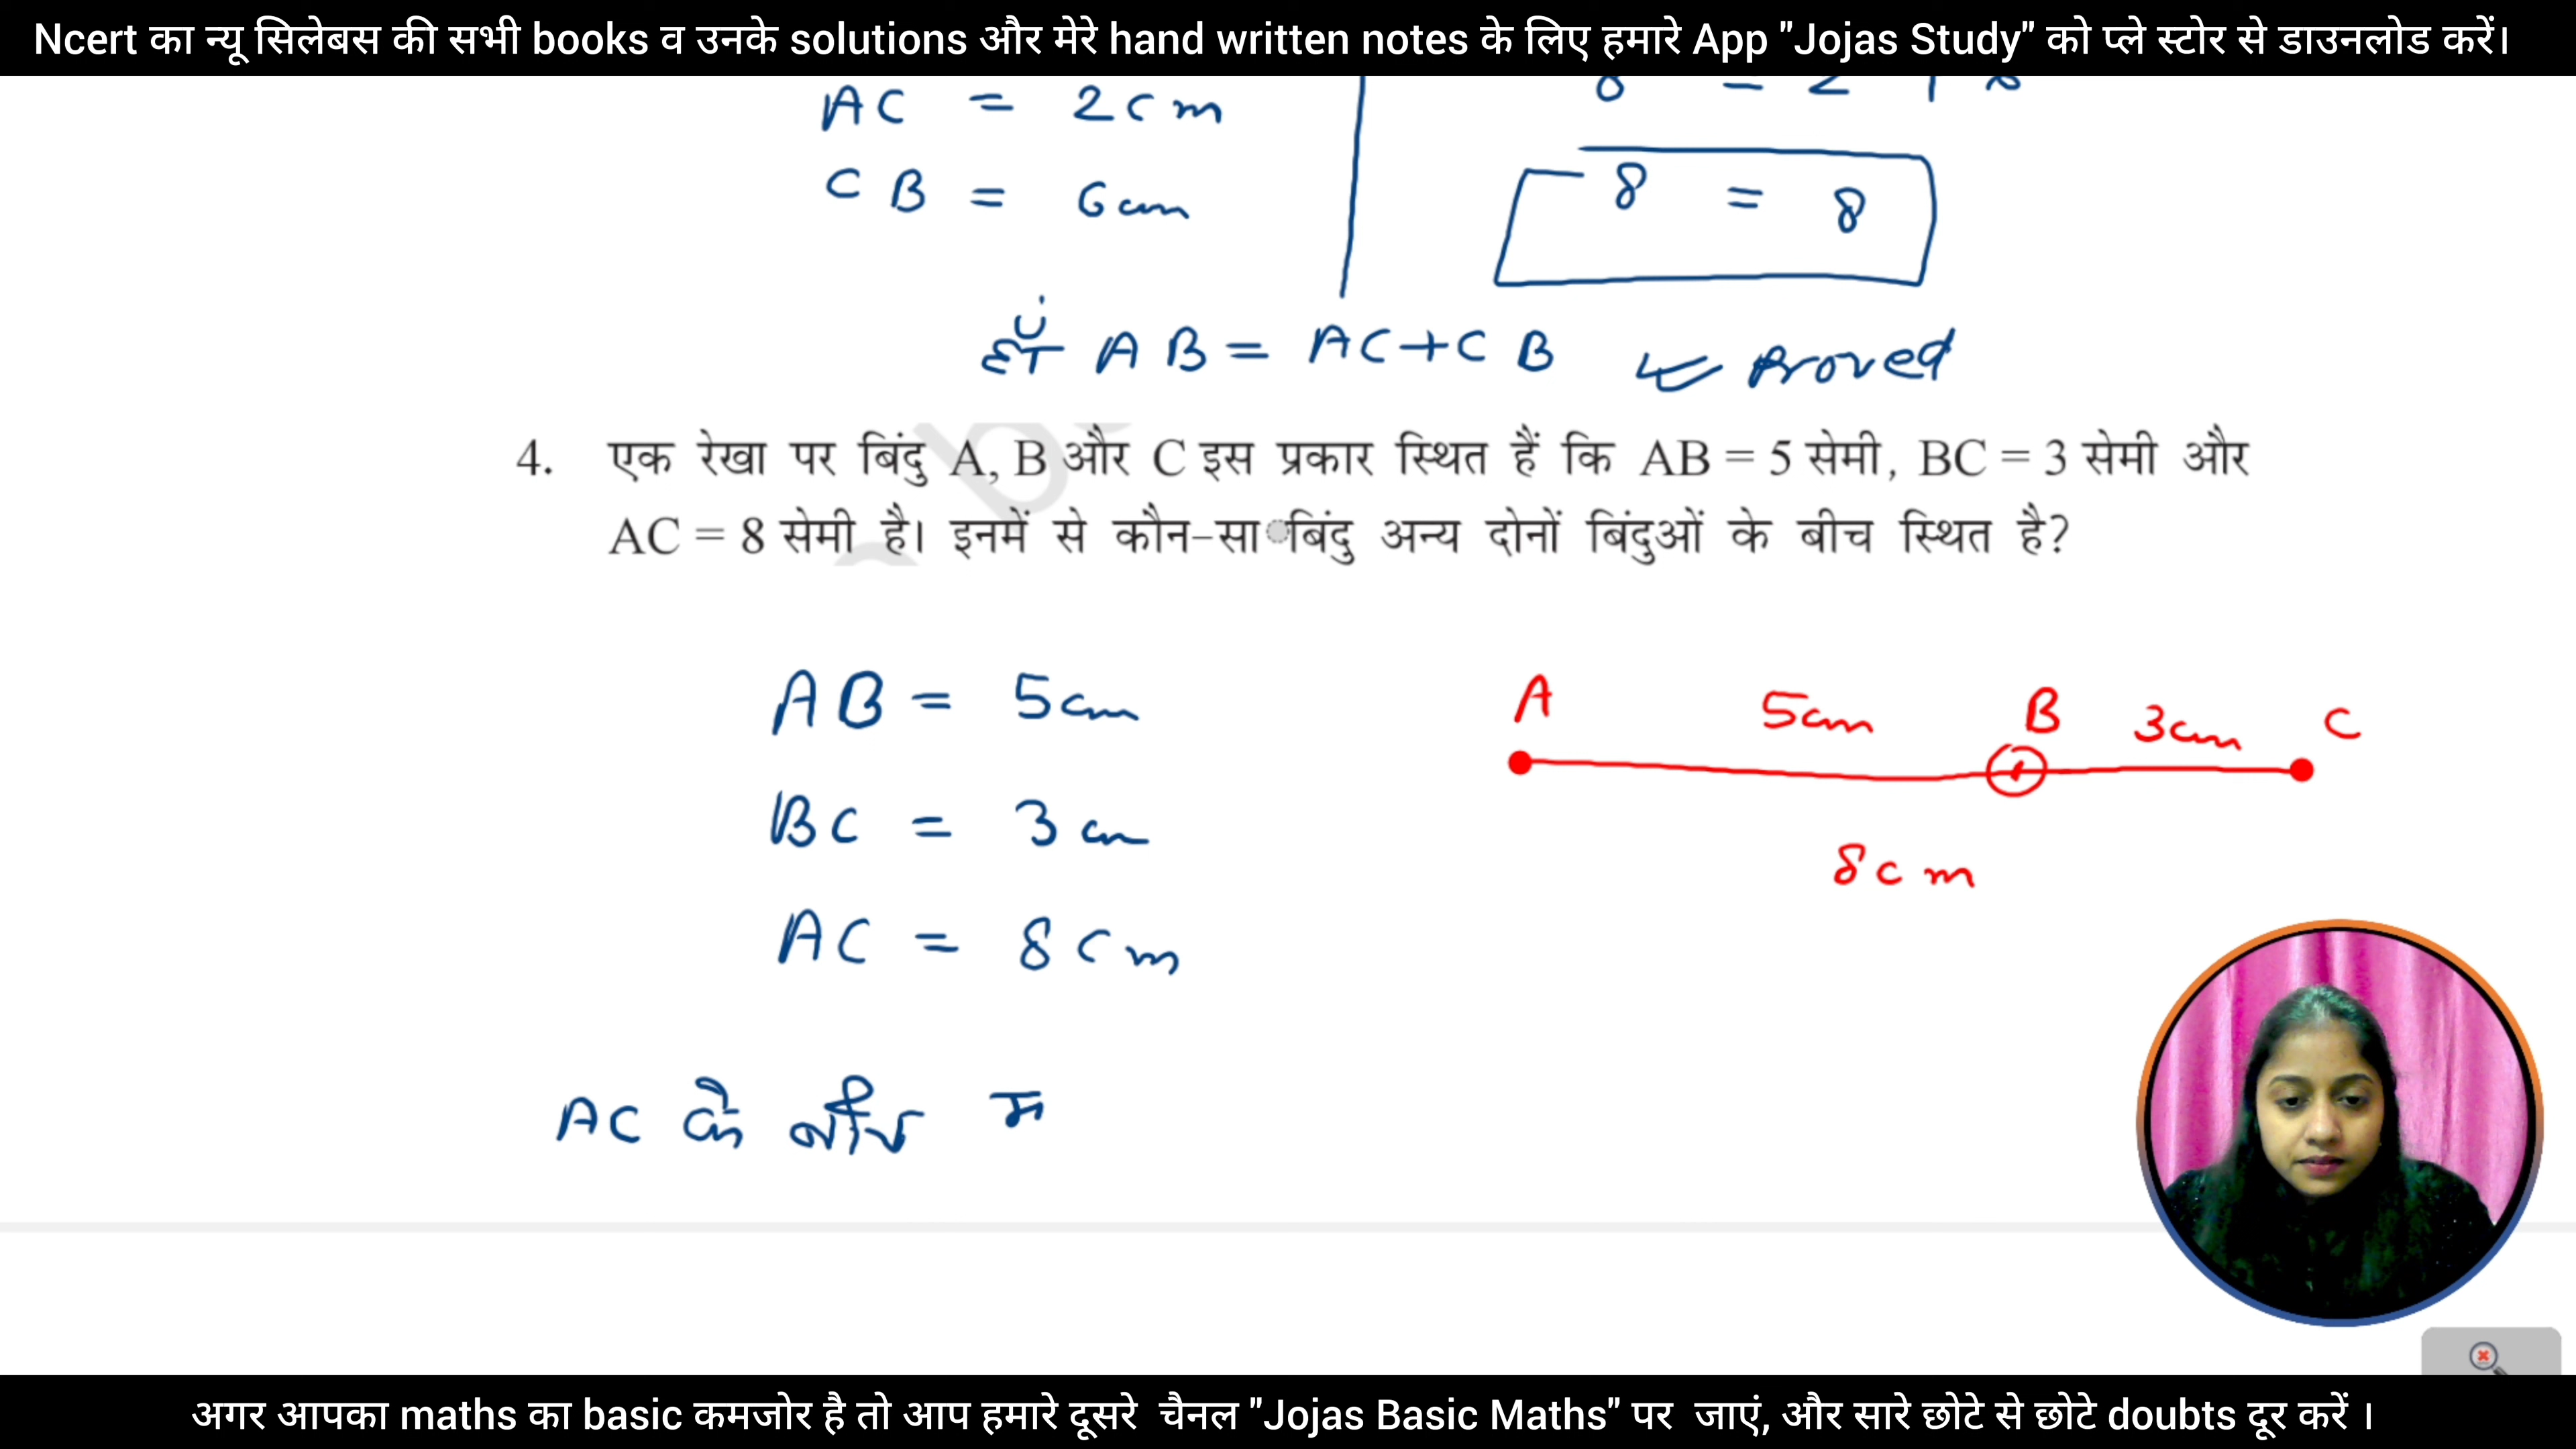 Ncert का न्यू सिलेबस की सभी books व उनके solutions और मेरे hand written notes के लिए हमारे App "Jojas Study" को प्ले स्टोर से डाउनलोड करें।
AC = 2cm
CB = 6cm
8 = 8
हाँ AB = AC+CB Proved
4. एक रेखा पर बिंदु A, B और C इस प्रकार स्थित हैं कि AB = 5 सेमी, BC = 3 सेमी और
AC = 8 सेमी है। इनमें से कौन-सा बिंदु अन्य दोनों बिंदुओं के बीच स्थित है?
AB = 5cm
BC = 3cm
AC = 8cm
A 5cm B 3cm C
8cm
AC के बीच म
अगर आपका maths का basic कमजोर है तो आप हमारे दूसरे चैनल "Jojas Basic Maths" पर जाएं, और सारे छोटे से छोटे doubts दूर करें ।